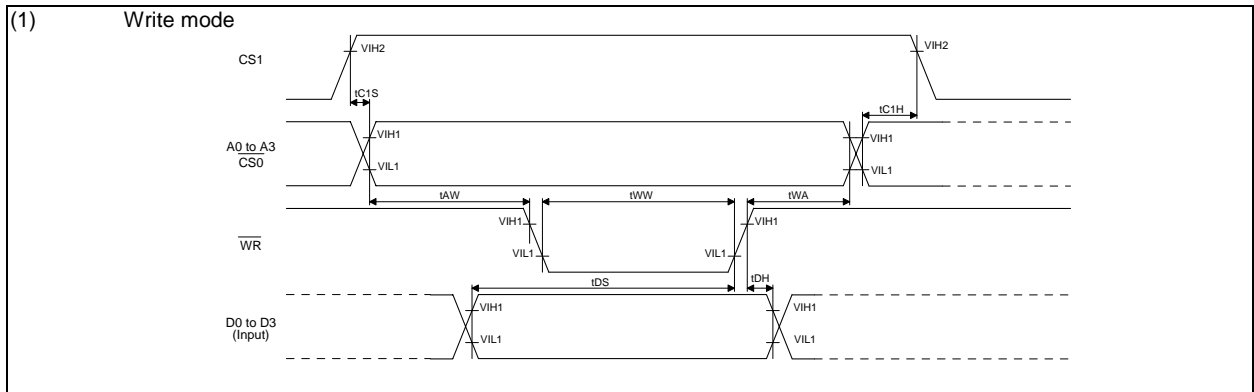 (1) Write mode
CS1
VIH2
VIH2
tC1S
tC1H
A0 to A3
CS0
VIH1
VIL1
VIH1
VIL1
tAW
tWW
tWA
WR
VIH1
VIL1
VIL1
VIH1
tDS
tDH
D0 to D3
(Input)
VIH1
VIL1
VIH1
VIL1